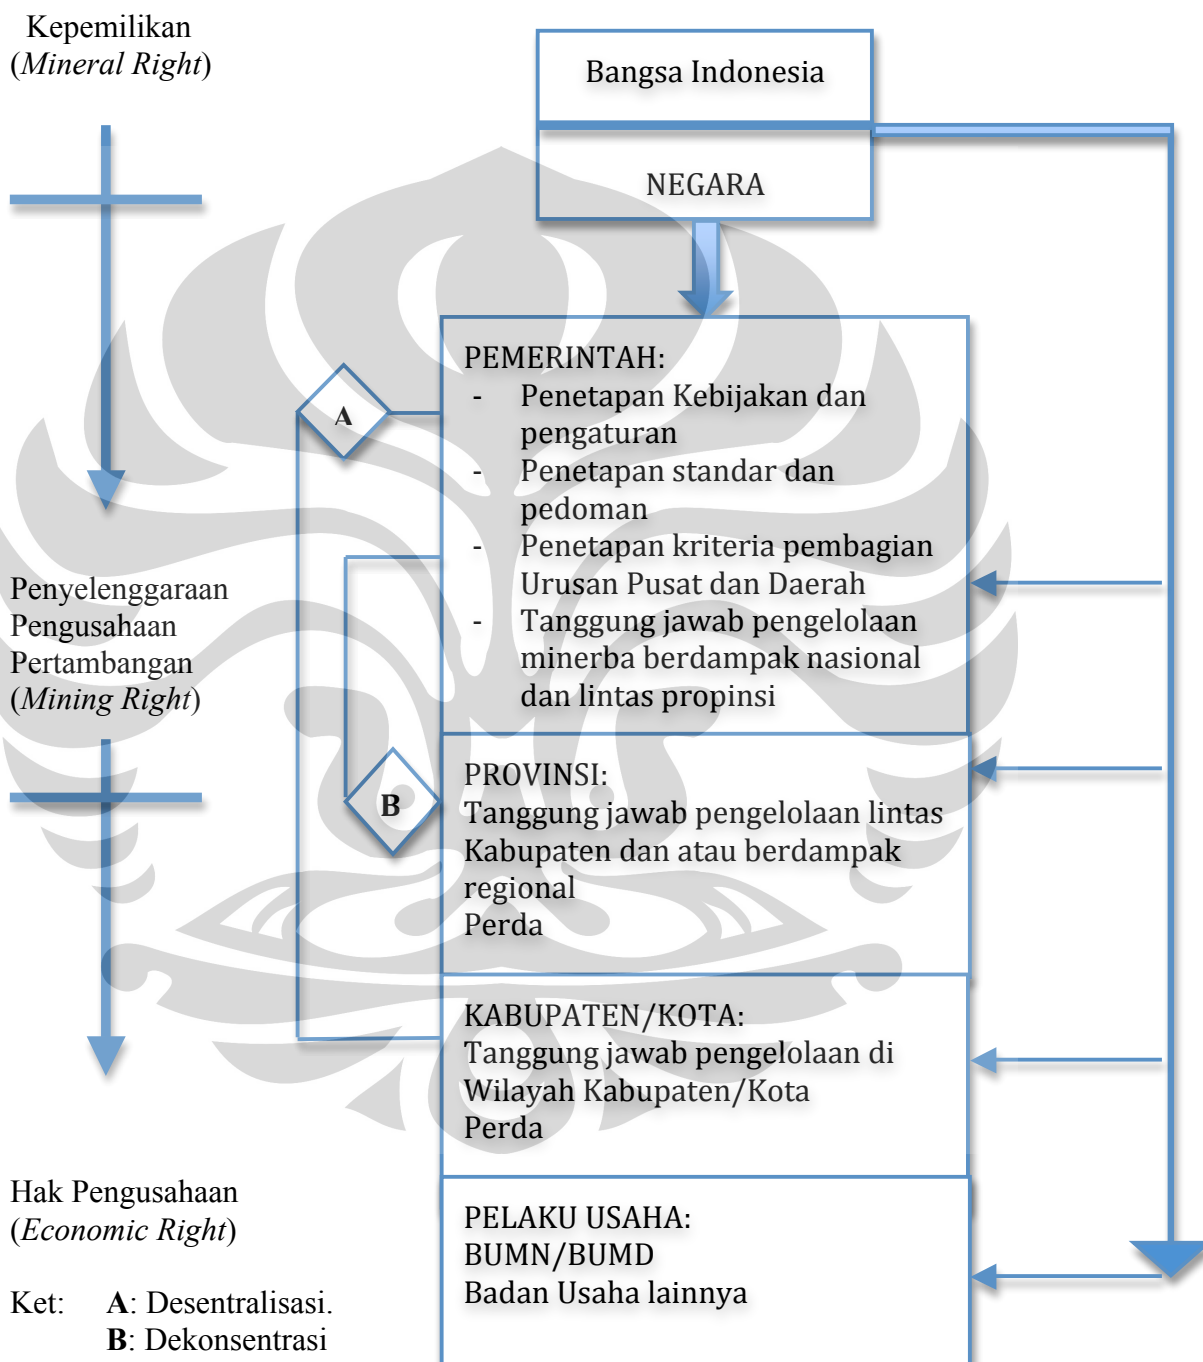 Kepemilikan
(Mineral Right)
Bangsa Indonesia
NEGARA
PEMERINTAH:
- Penetapan Kebijakan dan
pengaturan
- Penetapan standar dan
pedoman
- Penetapan kriteria pembagian
Urusan Pusat dan Daerah
- Tanggung jawab pengelolaan
minerba berdampak nasional
dan lintas propinsi
A
Penyelenggaraan
Pengusahaan
Pertambangan
(Mining Right)
B
PROVINSI:
Tanggung jawab pengelolaan lintas
Kabupaten dan atau berdampak
regional
Perda
KABUPATEN/KOTA:
Tanggung jawab pengelolaan di
Wilayah Kabupaten/Kota
Perda
Hak Pengusahaan
(Economic Right)
PELAKU USAHA:
BUMN/BUMD
Badan Usaha lainnya
Ket: A: Desentralisasi.
B: Dekonsentrasi